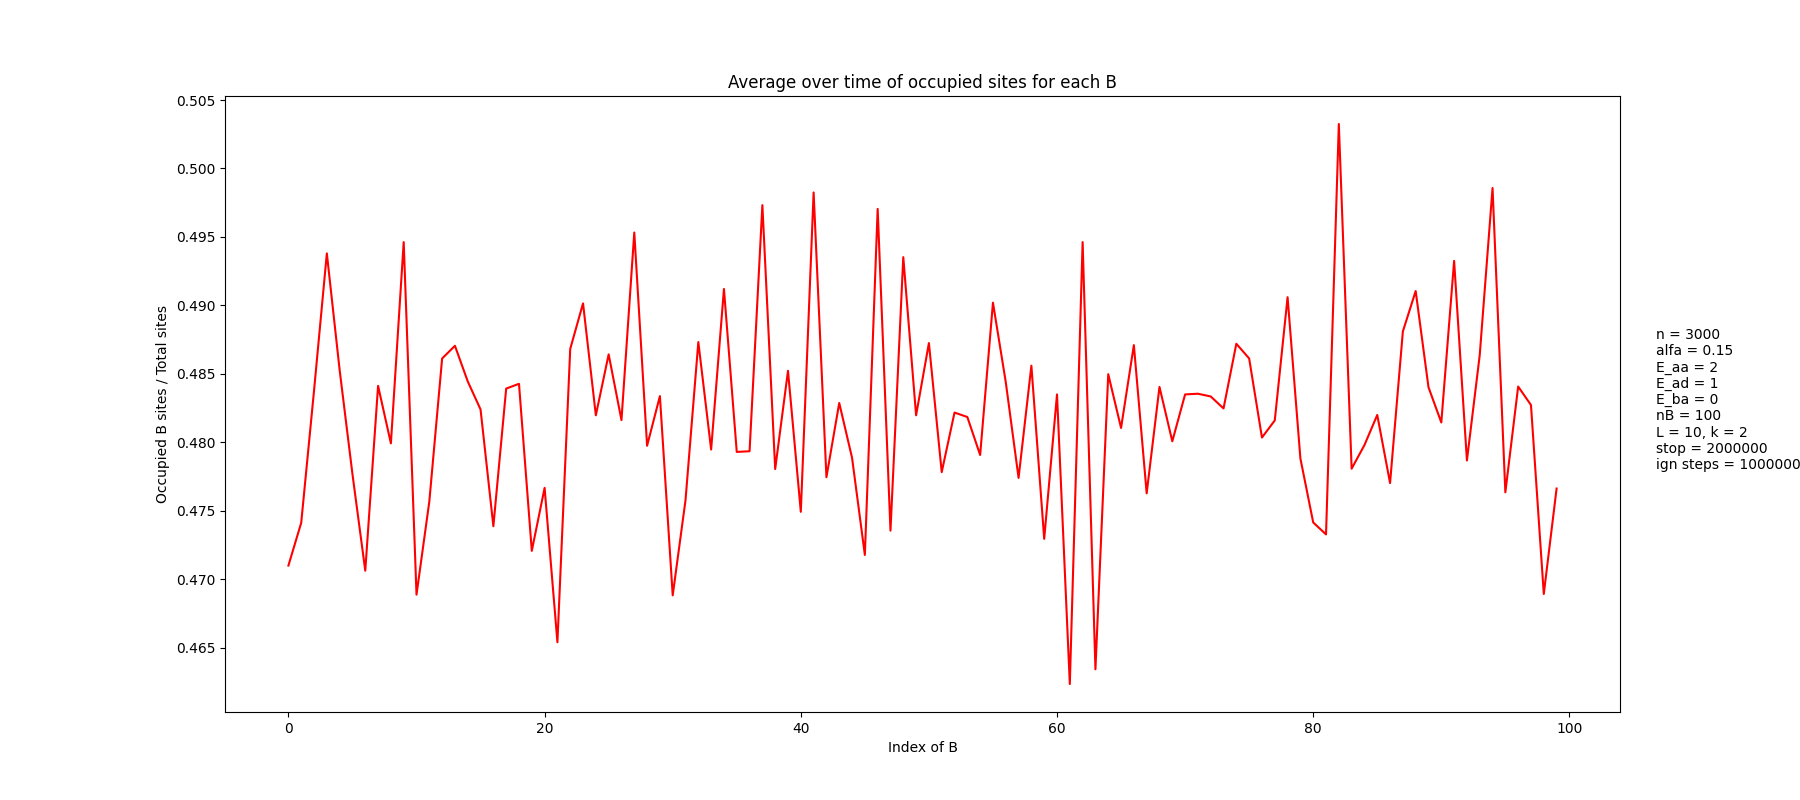 Average over time of occupied sites for each B
0.505
0.500
0.495
0.490
0.485
0.480
0.475
0.470
0.465
Occupied B sites / Total sites
0
20
40
60
80
100
Index of B
n = 3000
alfa = 0.15
E_aa = 2
E_ad = 1
E_ba = 0
nB = 100
L = 10, k = 2
stop = 2000000
ign steps = 1000000